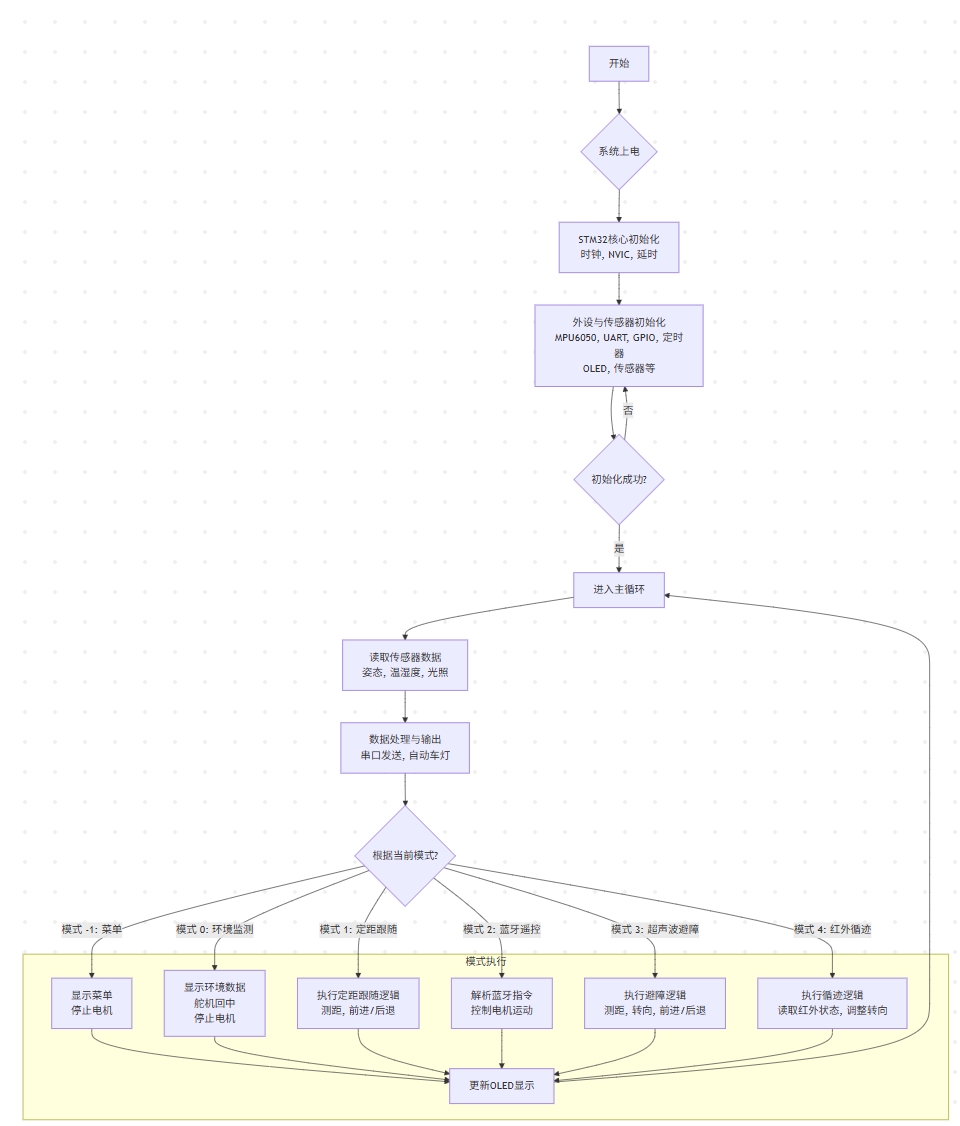 开始
系统上电
STM32核心初始化
时钟, NVIC, 延时
外设与传感器初始化
MPU6050, UART, GPIO, 定时
器
OLED, 传感器等
否
初始化成功?
是
进入主循环
读取传感器数据
姿态, 温湿度, 光照
数据处理与输出
串口发送, 自动车灯
根据当前模式?
模式 -1: 菜单
模式 0: 环境监测
模式 1: 定距跟随
模式 2: 蓝牙遥控
模式 3: 超声波避障
模式 4: 红外循迹
模式执行
显示菜单
停止电机
显示环境数据
舵机回中
停止电机
执行定距跟随逻辑
测距, 前进/后退
解析蓝牙指令
控制电机运动
执行避障逻辑
测距, 转向, 前进/后退
执行循迹逻辑
读取红外状态, 调整转向
更新OLED显示